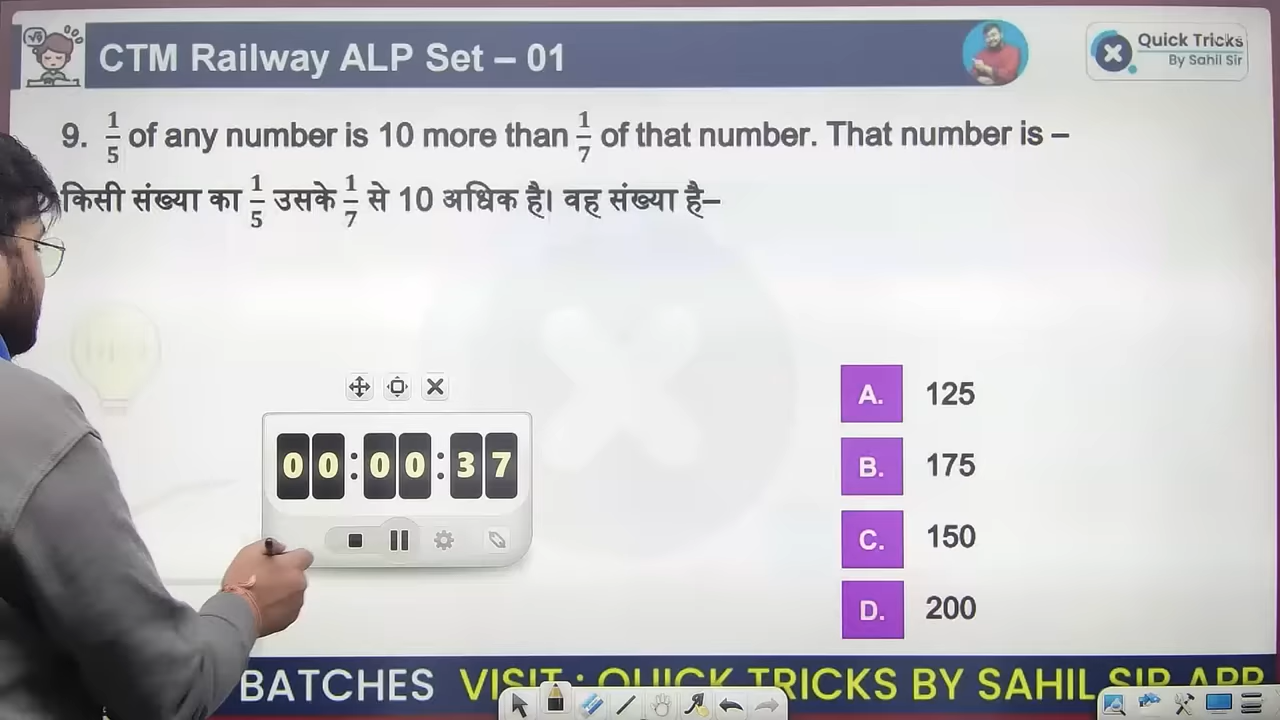 CTM Railway ALP Set – 01
Quick Tricks
By Sahil Sir
9. 1/5 of any number is 10 more than 1/7 of that number. That number is –
किसी संख्या का 1/5 उसके 1/7 से 10 अधिक है। वह संख्या है–
00:00:37
A. 125
B. 175
C. 150
D. 200
BATCHES VISIT : QUICK TRICKS BY SAHIL SIR APP